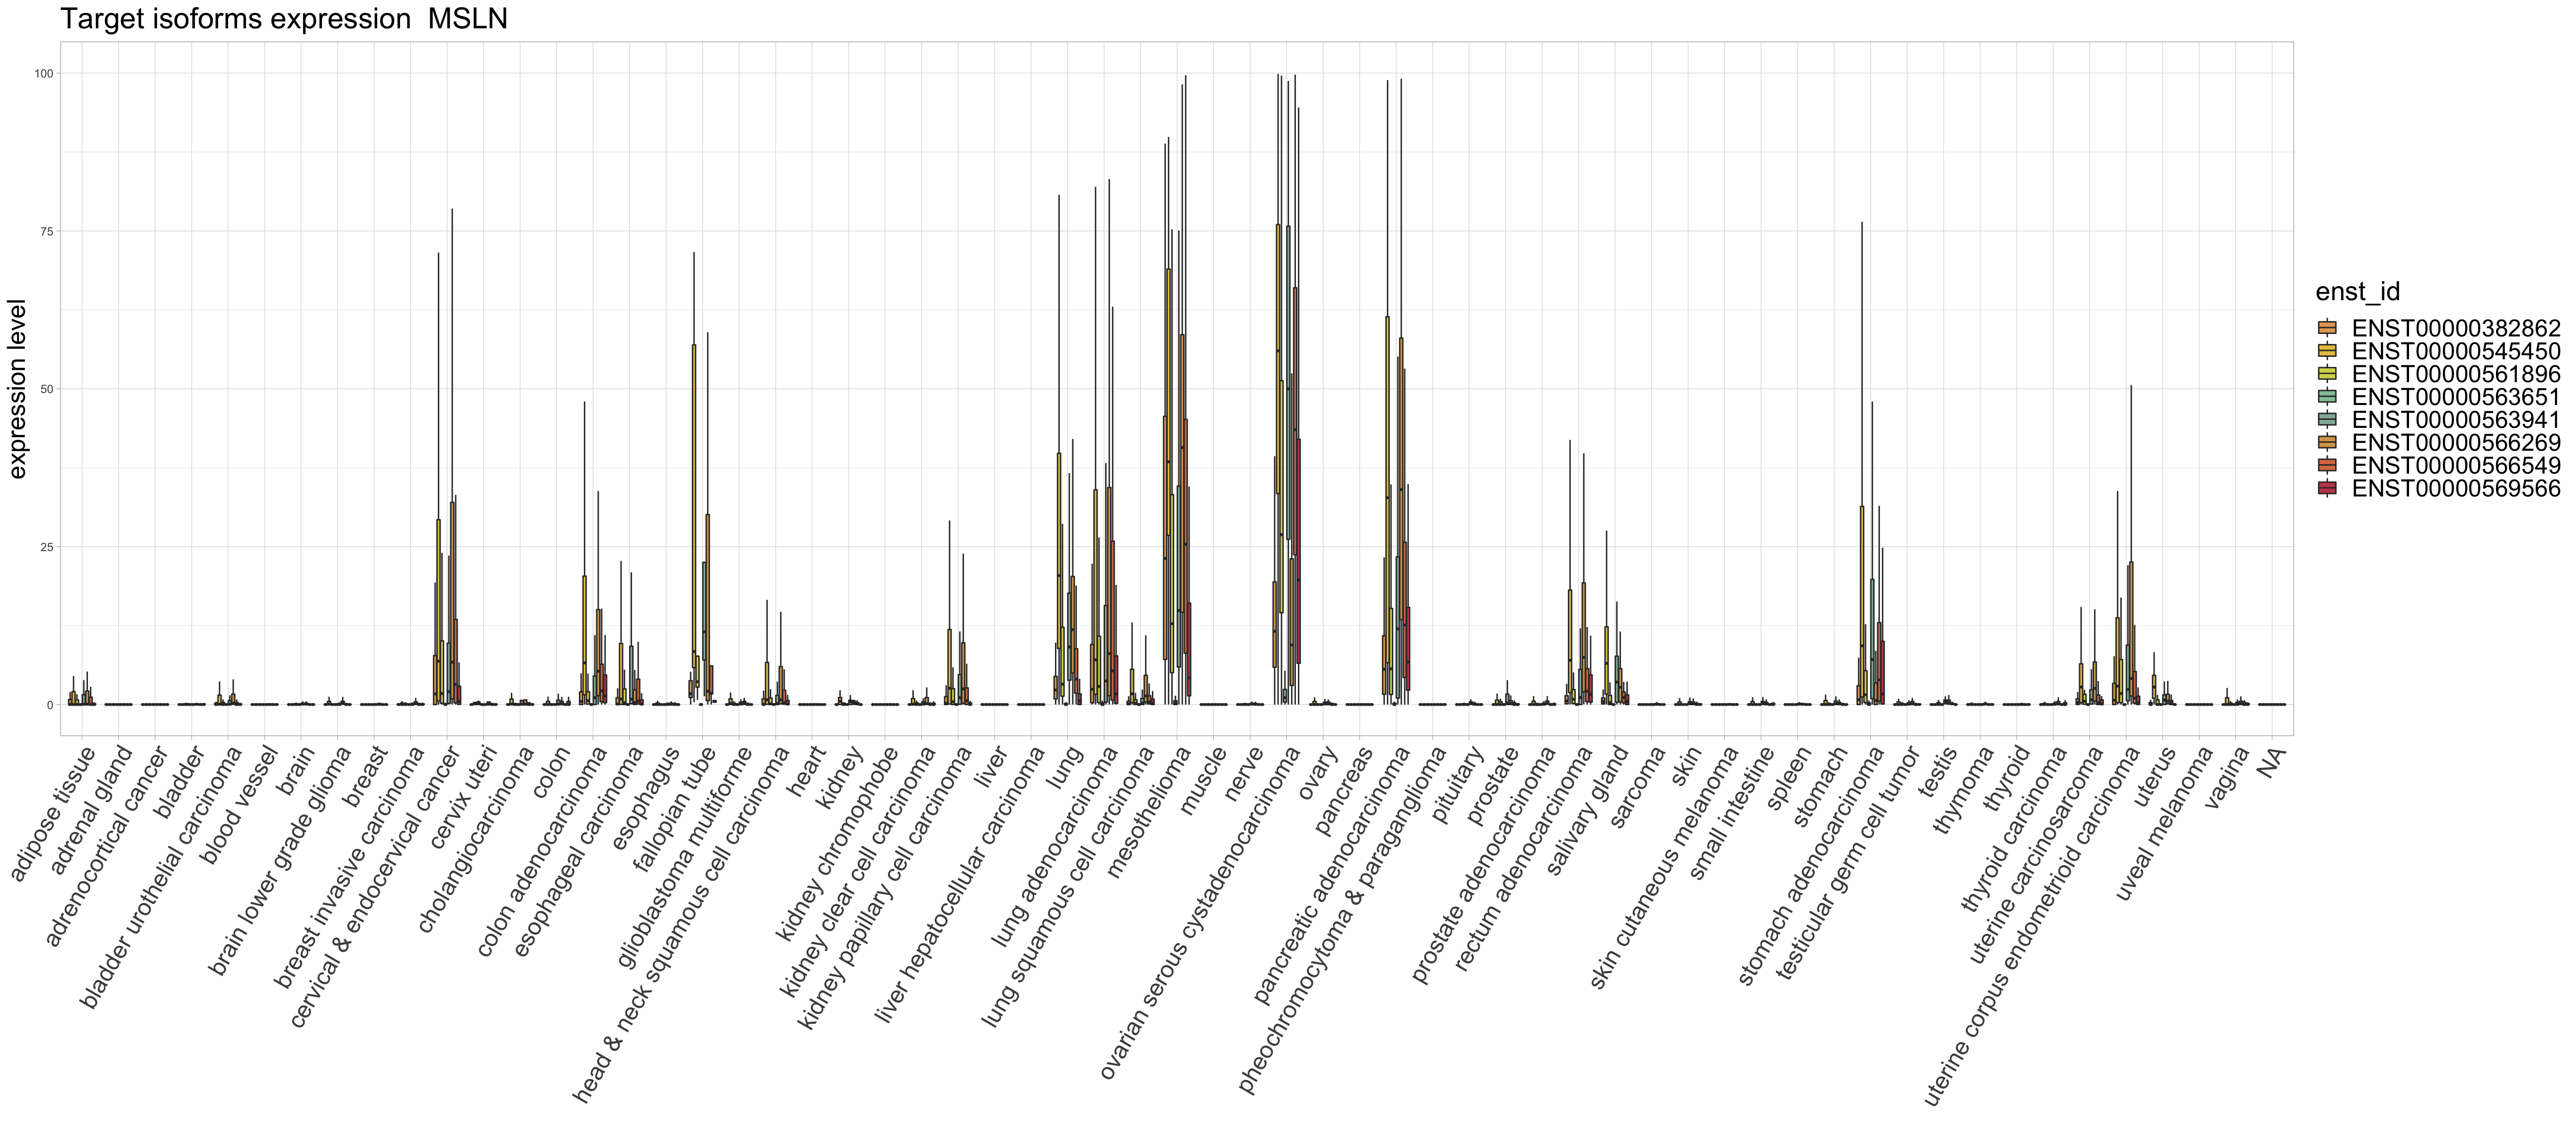 Target isoforms expression  MSLN
expression level
100
75
50
25
0
adipose tissue
adrenal gland
adrenocortical cancer
bladder
bladder urothelial carcinoma
blood vessel
brain
brain lower grade glioma
breast
breast invasive carcinoma
cervical & endocervical cancer
cervix uteri
cholangiocarcinoma
colon
colon adenocarcinoma
esophageal carcinoma
esophagus
fallopian tube
glioblastoma multiforme
head & neck squamous cell carcinoma
heart
kidney
kidney chromophobe
kidney clear cell carcinoma
kidney papillary cell carcinoma
liver
liver hepatocellular carcinoma
lung
lung adenocarcinoma
lung squamous cell carcinoma
mesothelioma
muscle
nerve
ovarian serous cystadenocarcinoma
ovary
pancreas
pancreatic adenocarcinoma
pheochromocytoma & paraganglioma
pituitary
prostate
prostate adenocarcinoma
rectum adenocarcinoma
salivary gland
sarcoma
skin
skin cutaneous melanoma
small intestine
spleen
stomach
stomach adenocarcinoma
testicular germ cell tumor
testis
thymoma
thyroid
thyroid carcinoma
uterine carcinosarcoma
uterine corpus endometrioid carcinoma
uterus
uveal melanoma
vagina
NA
enst_id
ENST00000382862
ENST00000545450
ENST00000561896
ENST00000563651
ENST00000563941
ENST00000566269
ENST00000566549
ENST00000569566